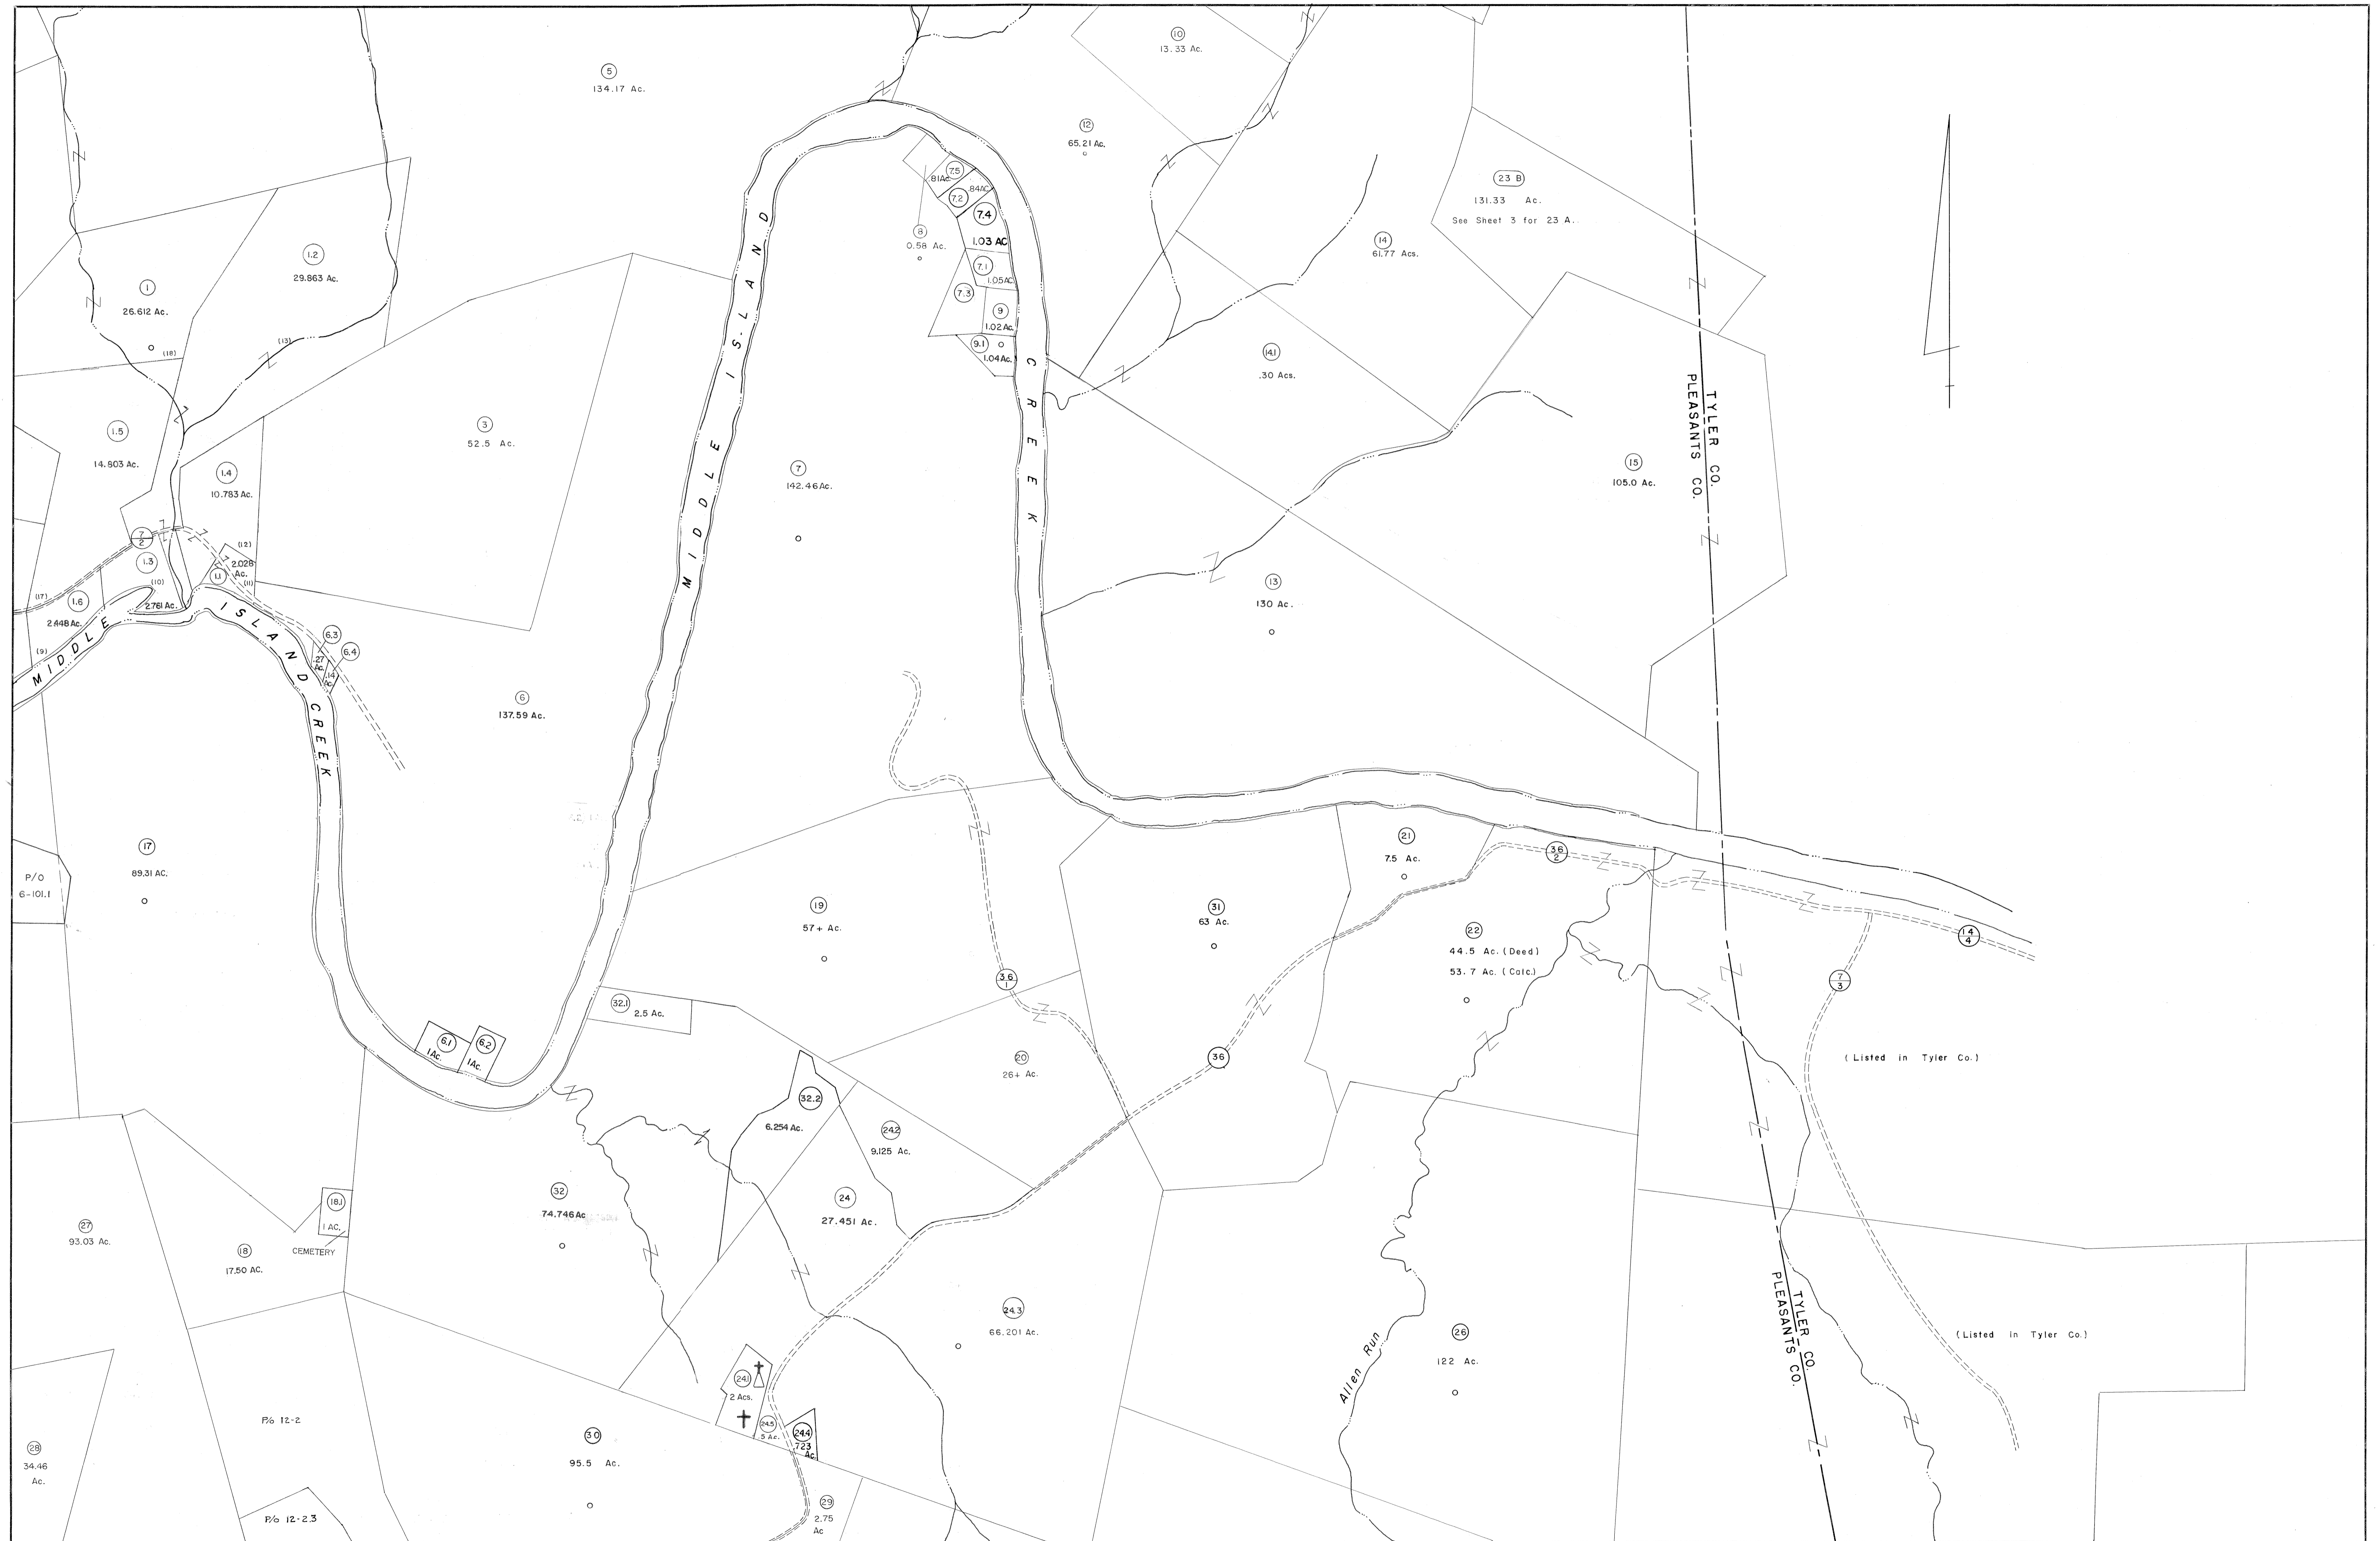 10
13.33 Ac.
5
134.17 Ac.
12
65.21 Ac.
7.5
.81Ac.
.84AC.
7.2
7.4
1.03 AC
8
0.58 Ac.
7.1
1.05AC.
7.3
9
1.02Ac.
9.1
1.04Ac.
23 B
131.33 Ac.
See Sheet 3 for 23 A.
14
61.77 Acs.
1.2
29.863 Ac.
1
26.612 Ac.
(18)
(13)
14.1
.30 Acs.
MIDDLE ISLAND
CREEK
TYLER CO.
PLEASANTS CO.
1.5
14.803 Ac.
3
52.5 Ac.
1.4
10.783 Ac.
7
142.46 Ac.
15
105.0 Ac.
7
2
(12)
2.028
Ac.
1.1
(11)
1.3
(10)
2.761 Ac.
(17)
1.6
2.448 Ac.
(9)
MIDDLE
ISLAND
CREEK
6.3
.27
Ac.
6.4
.14
Ac.
13
130 Ac.
6
137.59 Ac.
17
89.31 AC.
P/O
6-101.1
21
7.5 Ac.
36
2
19
57+ Ac.
31
63 Ac.
22
44.5 Ac. (Deed)
53.7 Ac. (Calc.)
14
4
36
1
7
3
32.1
2.5 Ac.
6.1
1Ac.
6.2
1Ac.
20
26+ Ac.
36
(Listed in Tyler Co.)
32.2
6.254 Ac.
24.2
9.125 Ac.
32
74.746 Ac
24
27.451 Ac.
18.1
1 AC.
CEMETERY
27
93.03 Ac.
18
17.50 AC.
24.3
66.201 Ac.
Allen Run
26
122 Ac.
TYLER CO.
PLEASANTS CO.
(Listed in Tyler Co.)
24.1
2 Acs.
24.5
.5 Ac.
24.4
.723
Ac.
P/o 12-2
30
95.5 Ac.
28
34.46
Ac.
P/o 12-2.3
29
2.75
Ac